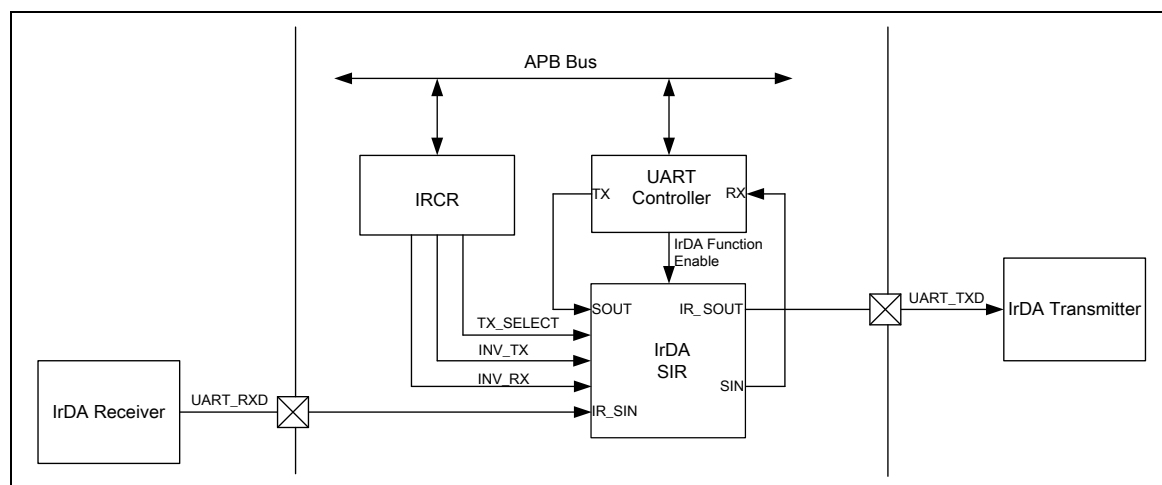 APB Bus
IRCR
UART
Controller
TX
RX
IrDA Function
Enable
SOUT
IR_SOUT
TX_SELECT
INV_TX
INV_RX
IrDA
SIR
SIN
IR_SIN
UART_RXD
IrDA Receiver
UART_TXD
IrDA Transmitter